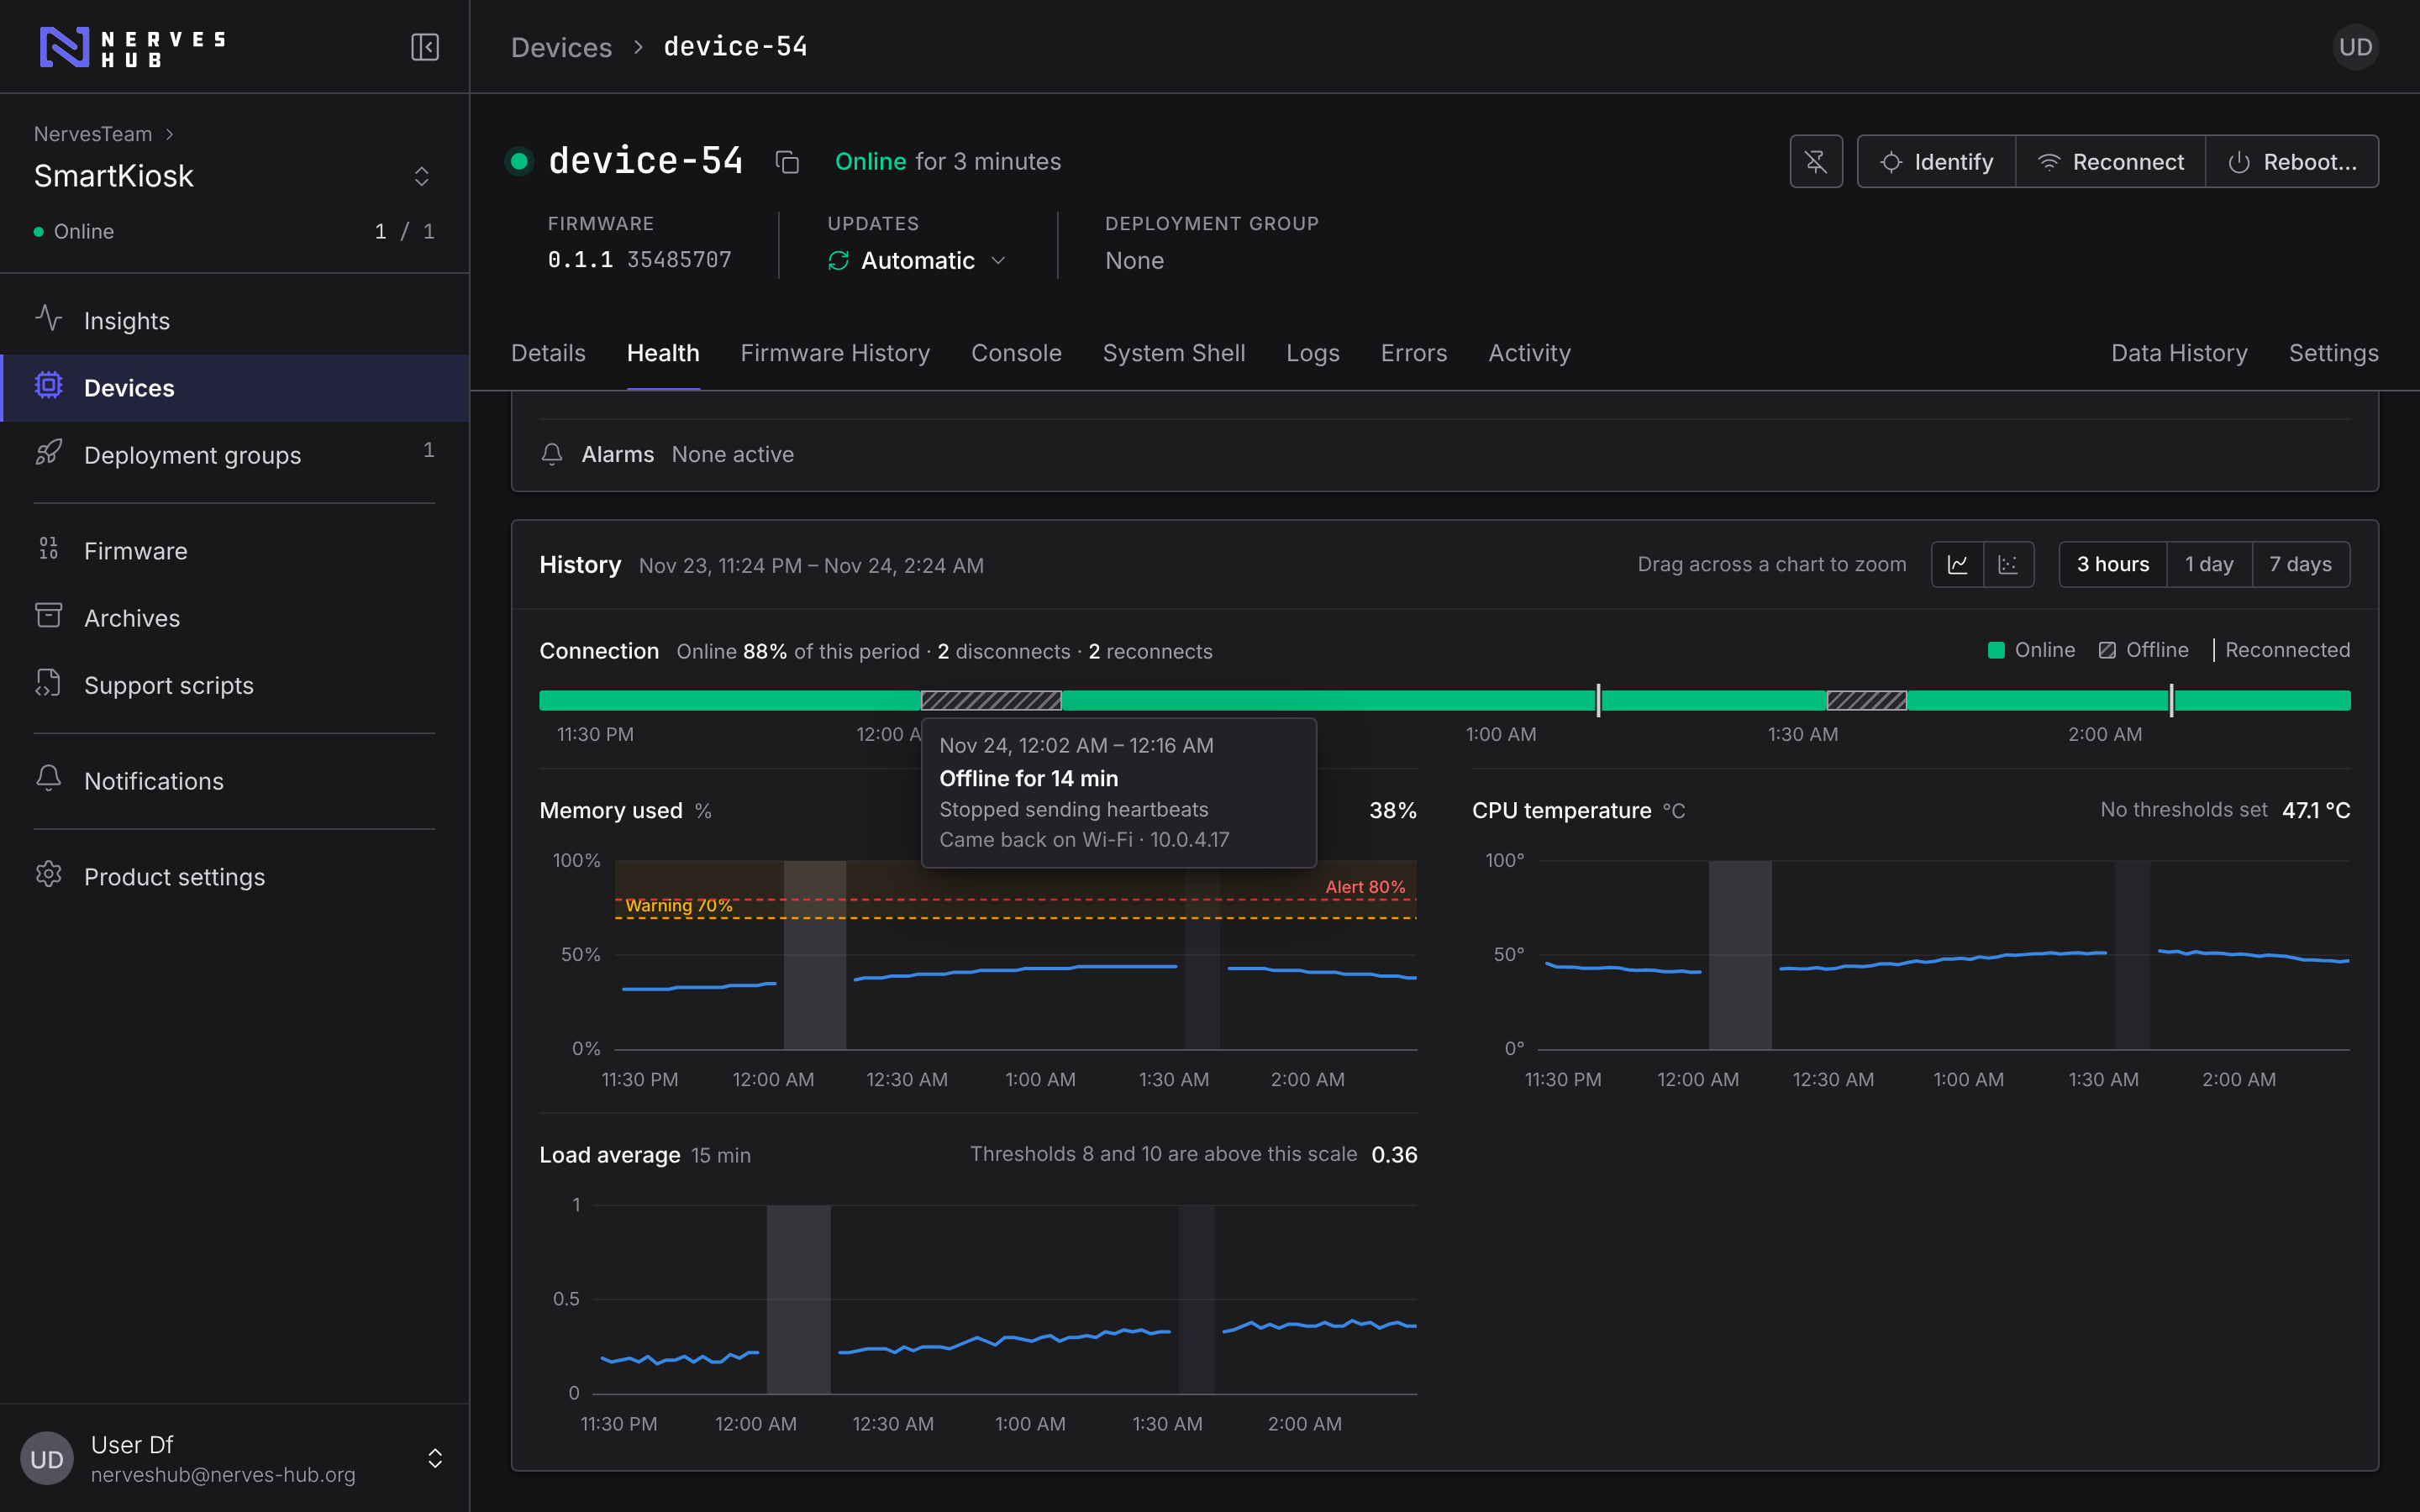 NERVES
HUB
Devices > device-54
UD
NervesTeam >
SmartKiosk
Online 1 / 1
Insights
Devices
Deployment groups 1
Firmware
Archives
Support scripts
Notifications
Product settings
UD
User Df
nerveshub@nerves-hub.org
device-54 Online for 3 minutes
Identify Reconnect Reboot...
FIRMWARE UPDATES DEPLOYMENT GROUP
0.1.1 35485707 Automatic None
Details Health Firmware History Console System Shell Logs Errors Activity Data History Settings
Alarms None active
History Nov 23, 11:24 PM – Nov 24, 2:24 AM Drag across a chart to zoom 3 hours 1 day 7 days
Connection Online 88% of this period · 2 disconnects · 2 reconnects Online Offline Reconnected
11:30 PM 12:00 A 1:00 AM 1:30 AM 2:00 AM
Nov 24, 12:02 AM – 12:16 AM
Offline for 14 min
Stopped sending heartbeats
Came back on Wi-Fi · 10.0.4.17
Memory used % 38%
100%
Alert 80%
Warning 70%
50%
0%
11:30 PM 12:00 AM 12:30 AM 1:00 AM 1:30 AM 2:00 AM
CPU temperature °C No thresholds set 47.1 °C
100°
50°
0°
11:30 PM 12:00 AM 12:30 AM 1:00 AM 1:30 AM 2:00 AM
Load average 15 min Thresholds 8 and 10 are above this scale 0.36
1
0.5
0
11:30 PM 12:00 AM 12:30 AM 1:00 AM 1:30 AM 2:00 AM